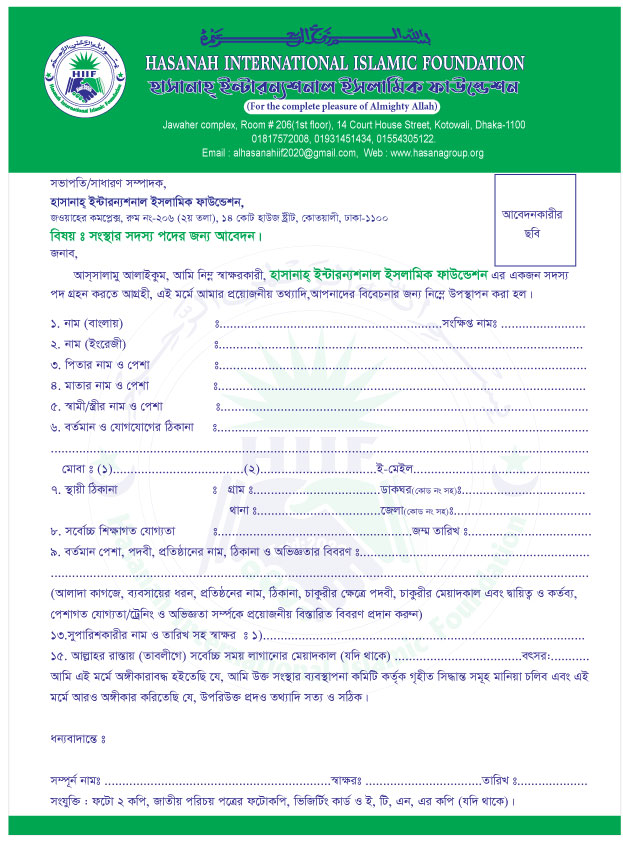 HIIF
HASANAH INTERNATIONAL ISLAMIC FOUNDATION
হাসানাহ্ ইন্টারন্যশনাল ইসলামিক ফাউন্ডেশন
(For the complete pleasure of Almighty Allah)
Jawaher complex, Room # 206(1st floor), 14 Court House Street, Kotowali, Dhaka-1100
01817572008, 01931451434, 01554305122.
Email : alhasanahiif2020@gmail.com, Web : www.hasanagroup.org
সভাপতি/সাধারণ সম্পাদক,
হাসানাহ্ ইন্টারন্যশনাল ইসলামিক ফাউন্ডেশন,
জওয়াহের কমপ্লেক্স, রুম নং-২০৬ (২য় তলা), ১৪ কোট হাউজ ষ্ট্রীট, কোতয়ালী, ঢাকা-১১০০
আবেদনকারীর
ছবি
বিষয় ঃ সংস্থার সদস্য পদের জন্য আবেদন।
জনাব,
আস্সালামু আলাইকুম, আমি নিম্ন স্বাক্ষরকারী, হাসানাহ্ ইন্টারন্যশনাল ইসলামিক ফাউন্ডেশন এর একজন সদস্য
পদ গ্রহন করতে আগ্রহী, এই মর্মে আমার প্রয়োজনীয় তথ্যাদি,আপনাদের বিবেচনার জন্য নিম্নে উপস্থাপন করা হল।
১. নাম (বাংলায়) ঃ..........................................................সংক্ষিপ্ত নামঃ ......................
২. নাম (ইংরেজী) ঃ................................................................................
৩. পিতার নাম ও পেশা ঃ................................................................................
৪. মাতার নাম ও পেশা ঃ................................................................................
৫. স্বামী/স্ত্রীর নাম ও পেশা ঃ................................................................................
৬. বর্তমান ও যোগযোগের ঠিকানা ঃ................................................................................
মোবা ঃ (১)..................................(২)..............................ই-মেইল..............................................
৭. স্থায়ী ঠিকানা ঃ গ্রাম ঃ.................................ডাকঘর(কোড নং সহ)ঃ.................................
থানা ঃ................................জেলা(কোড নং সহ)ঃ...................................
৮. সর্বোচ্চ শিক্ষাগত যোগ্যতা ঃ...................................................জম্ম তারিখ ঃ...............................
৯. বর্তমান পেশা, পদবী, প্রতিষ্ঠানের নাম, ঠিকানা ও অভিজ্ঞতার বিবরণ ঃ............................................................
(আলাদা কাগজে, ব্যবসায়ের ধরন, প্রতিষ্ঠনের নাম, ঠিকানা, চাকুরীর ক্ষেত্রে পদবী, চাকুরীর মেয়াদকাল এবং দ্বায়িত্ব ও কর্তব্য,
পেশাগত যোগ্যতা/ট্রেনিং ও অভিজ্ঞতা সর্ম্পকে প্রয়োজনীয় বিস্তারিত বিবরণ প্রদান করুন)
১৩.সুপারিশকারীর নাম ও তারিখ সহ স্বাক্ষর ঃ ১)....................................................................................
১৫. আল্লাহর রাস্তায় (তাবলীগে) সর্বোচ্চ সময় লাগানোর মেয়াদকাল (যদি থাকে) .................................বৎসর:..........
আমি এই মর্মে অঙ্গীকারাবদ্ধ হইতেছি যে, আমি উক্ত সংস্থার ব্যবস্থাপনা কমিটি কর্তৃক গৃহীত সিদ্ধান্ত সমূহ মানিয়া চলিব এবং এই
মর্মে আরও অঙ্গীকার করিতেছি যে, উপরিউক্ত প্রদও তথ্যাদি সত্য ও সঠিক।
ধন্যবাদান্তে ঃ
সম্পূর্ন নামঃ ...........................................................স্বাক্ষরঃ ..............................তারিখ ঃ..................
সংযুক্তি : ফটো ২ কপি, জাতীয় পরিচয় পত্রের ফটোকপি, ভিজিটিং কার্ড ও ই, টি, এন, এর কপি (যদি থাকে)।